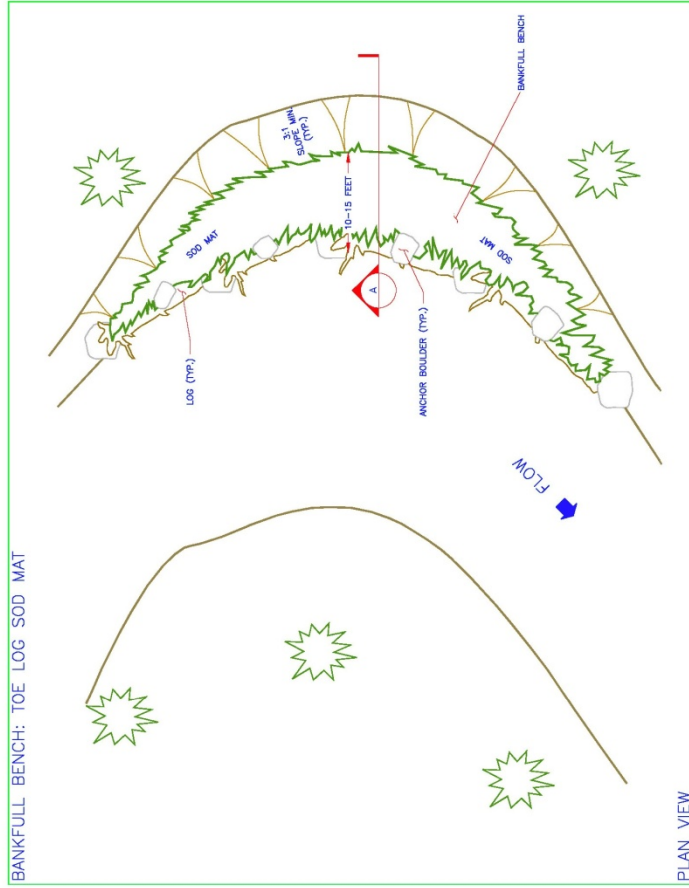 BANKFULL BENCH: TOE LOG SOD MAT
LOG (TYP.)
SOD MAT
3:1
SLOPE MIN.
(TYP.)
10-15 FEET
A
ANCHOR BOULDER (TYP.)
SOD MAT
BANKFULL BENCH
FLOW
PLAN VIEW